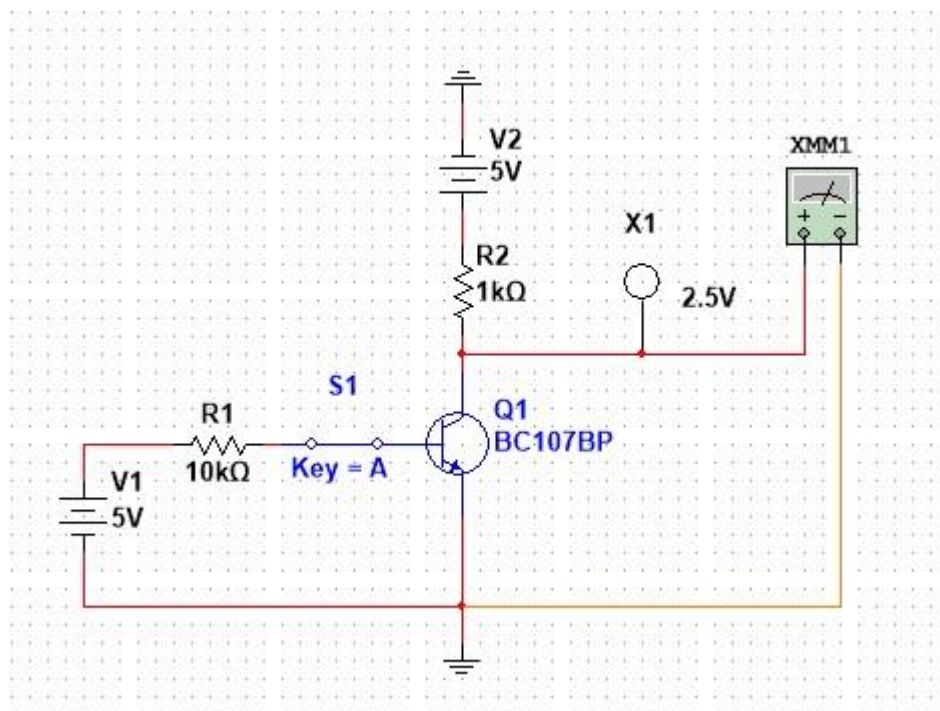 V2
5V
XMM1
+ −
X1
R2
1kΩ
2.5V
S1
Q1
BC107BP
R1
10kΩ
Key = A
V1
5V